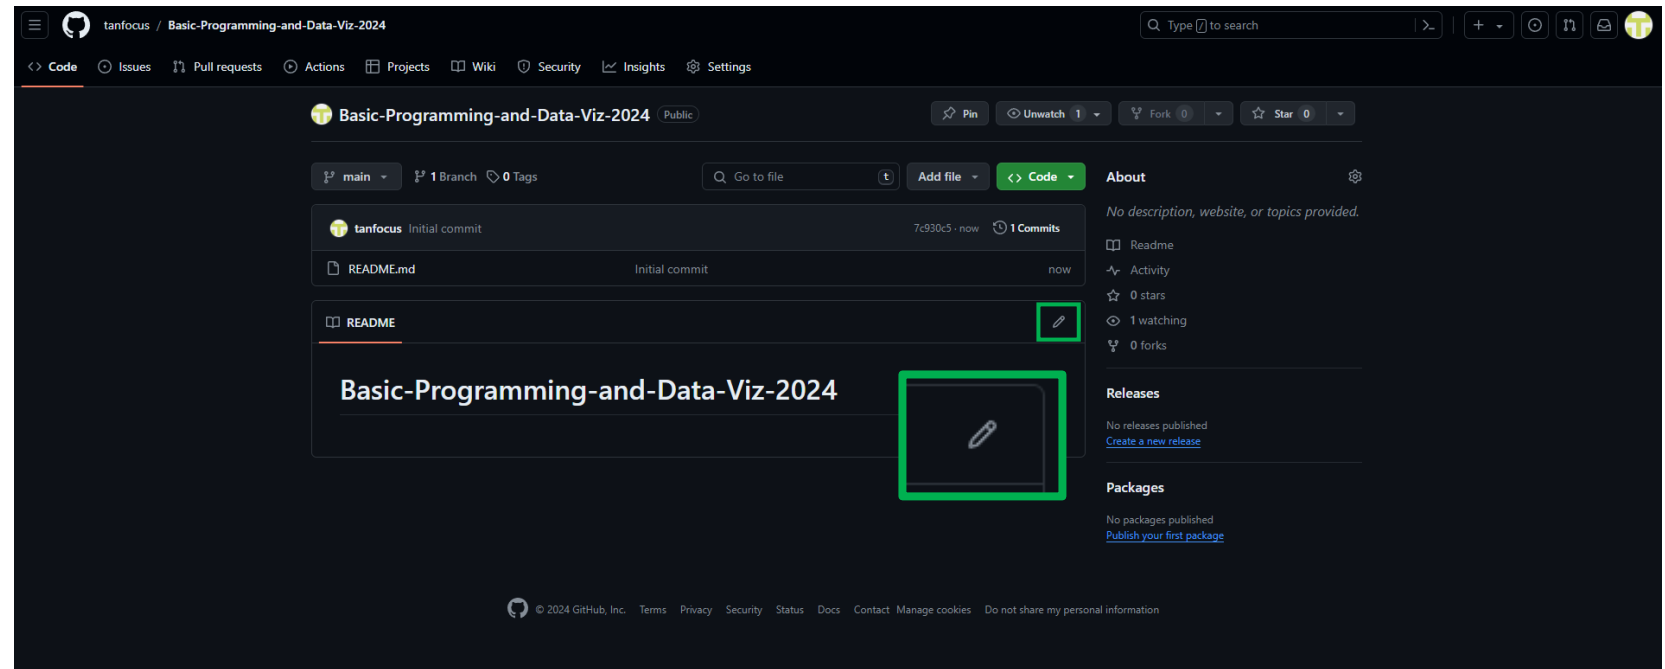 tanfocus / Basic-Programming-and-Data-Viz-2024
Type / to search
Code Issues Pull requests Actions Projects Wiki Security Insights Settings
Basic-Programming-and-Data-Viz-2024 Public
Pin Unwatch 1 Fork 0 Star 0
main 1 Branch 0 Tags Go to file t Add file Code
tanfocus Initial commit 7c930c5 · now 1 Commits
README.md Initial commit now
README
Basic-Programming-and-Data-Viz-2024
About
No description, website, or topics provided.
Readme
Activity
0 stars
1 watching
0 forks
Releases
No releases published
Create a new release
Packages
No packages published
Publish your first package
© 2024 GitHub, Inc. Terms Privacy Security Status Docs Contact Manage cookies Do not share my personal information